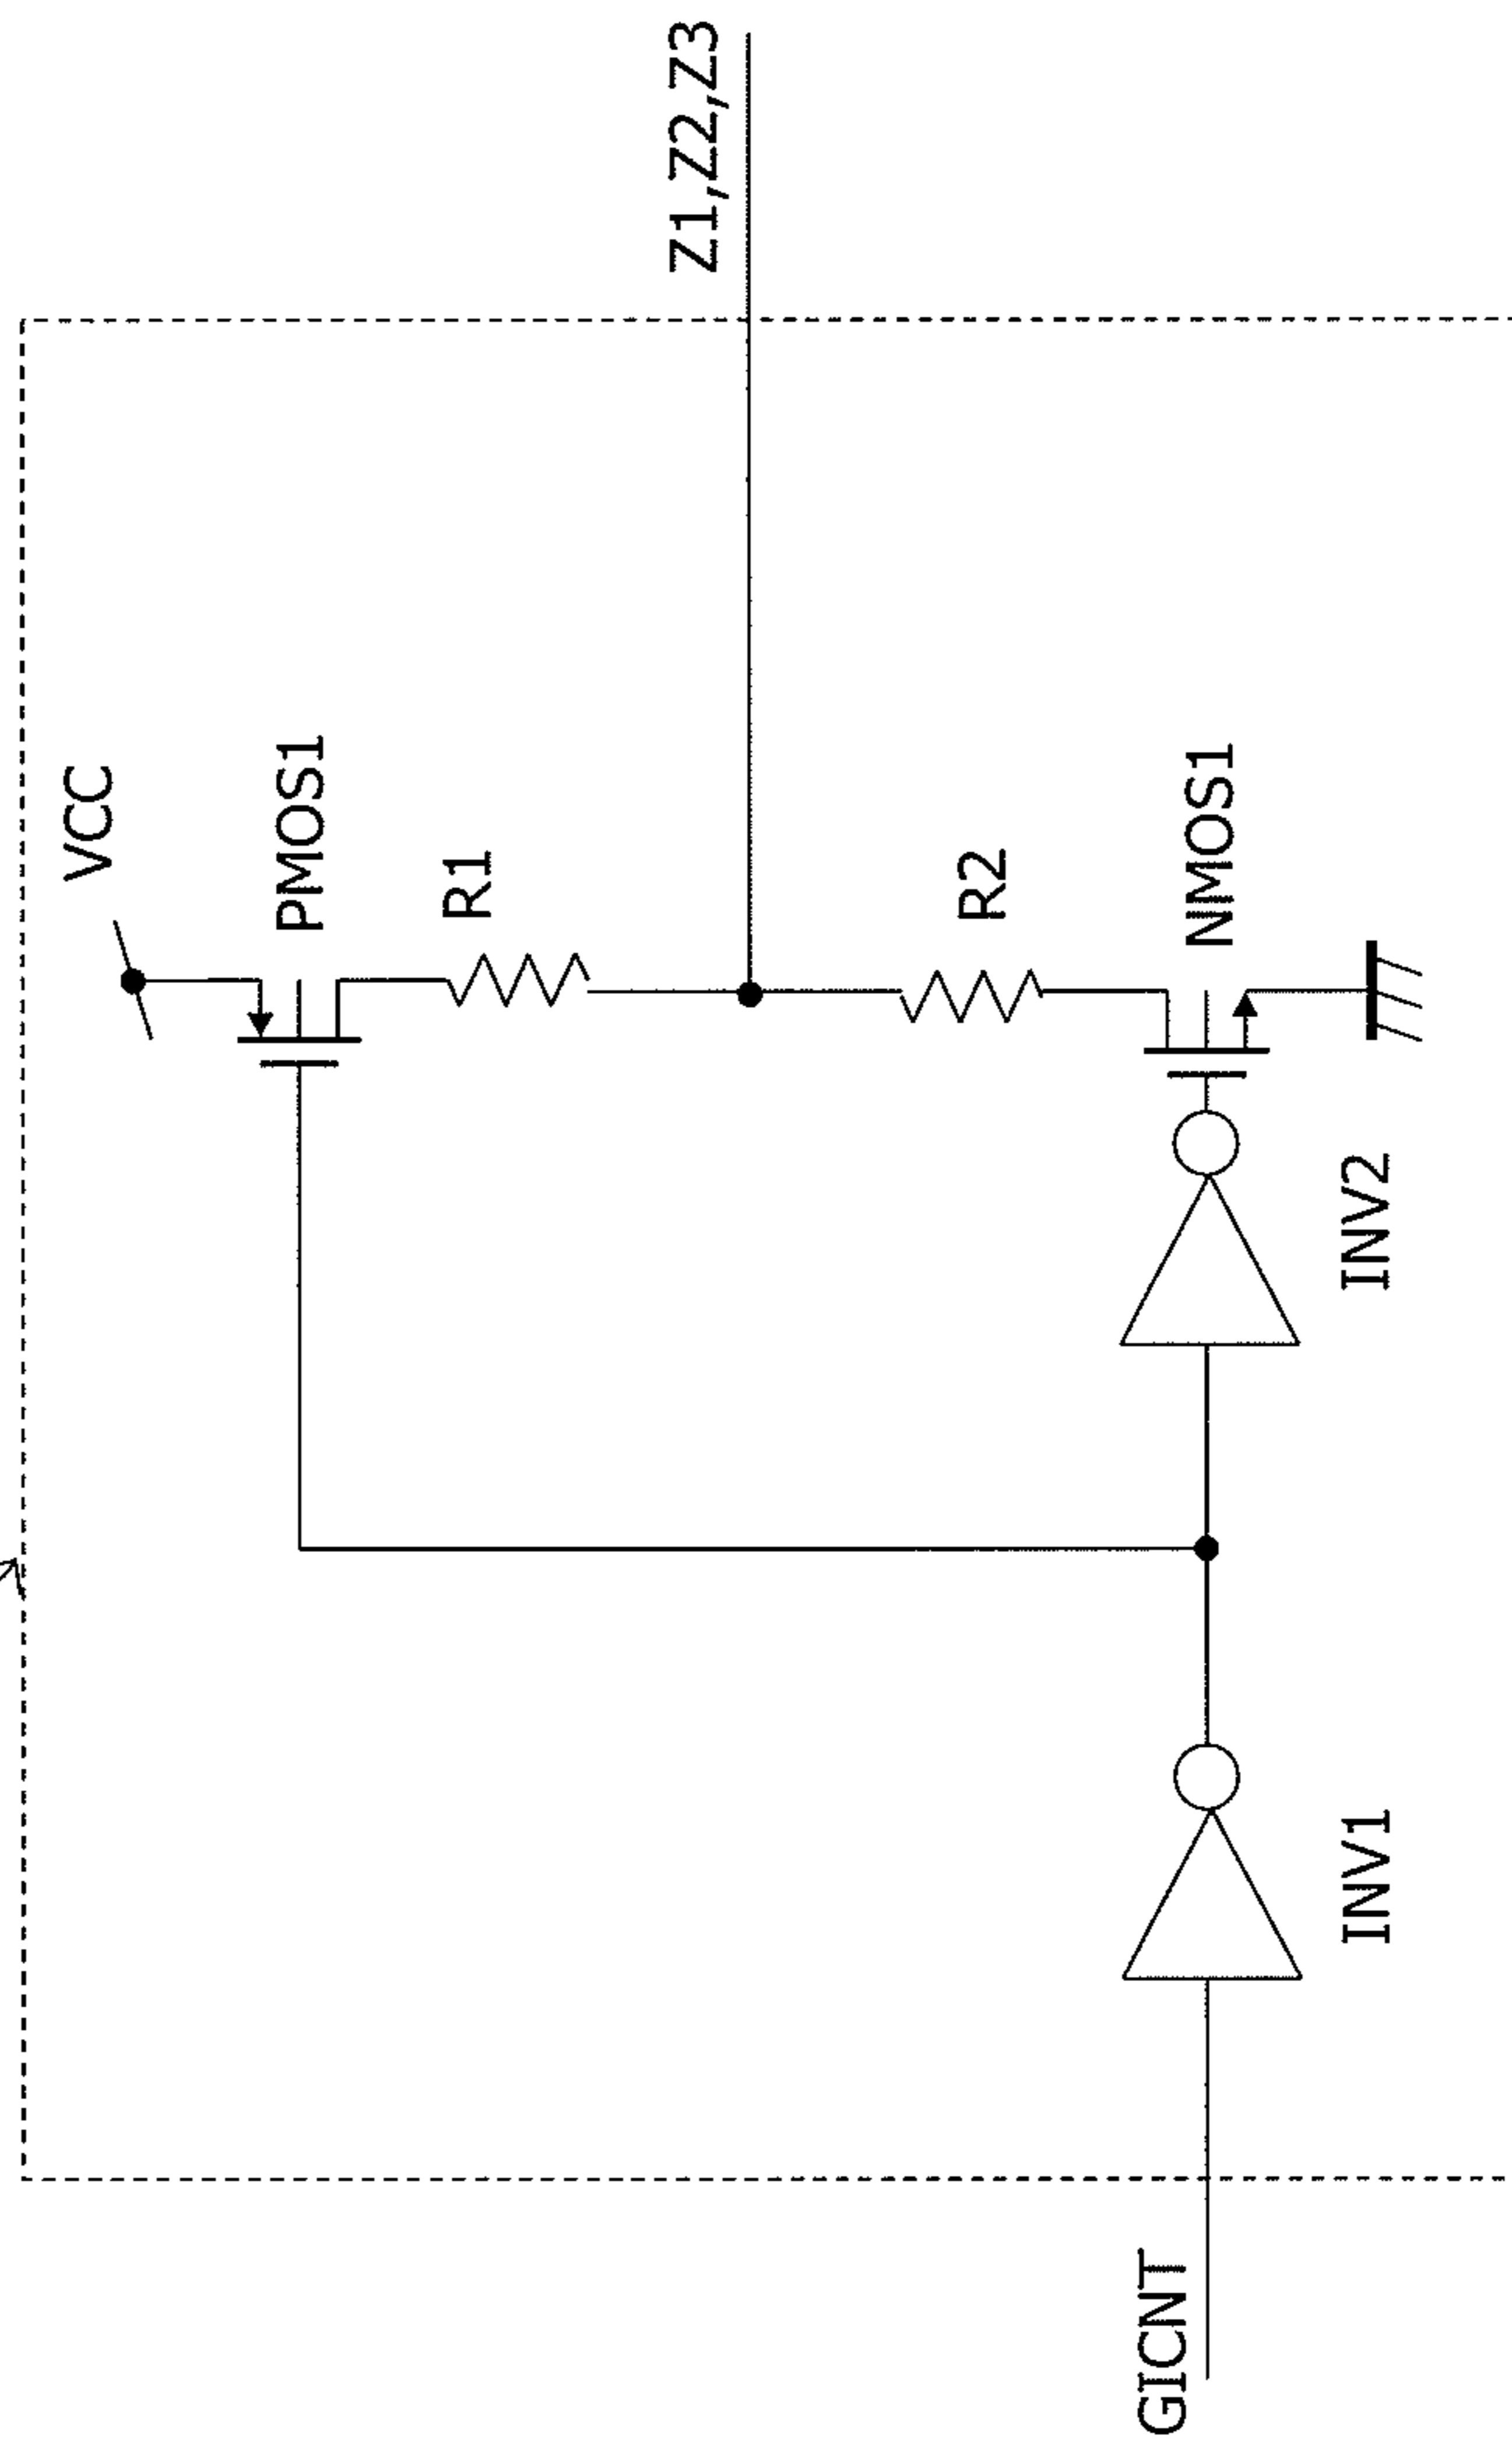 VCC
PMOS1
R1
Z1,Z2,Z3
R2
NMOS1
INV2
INV1
GICNT